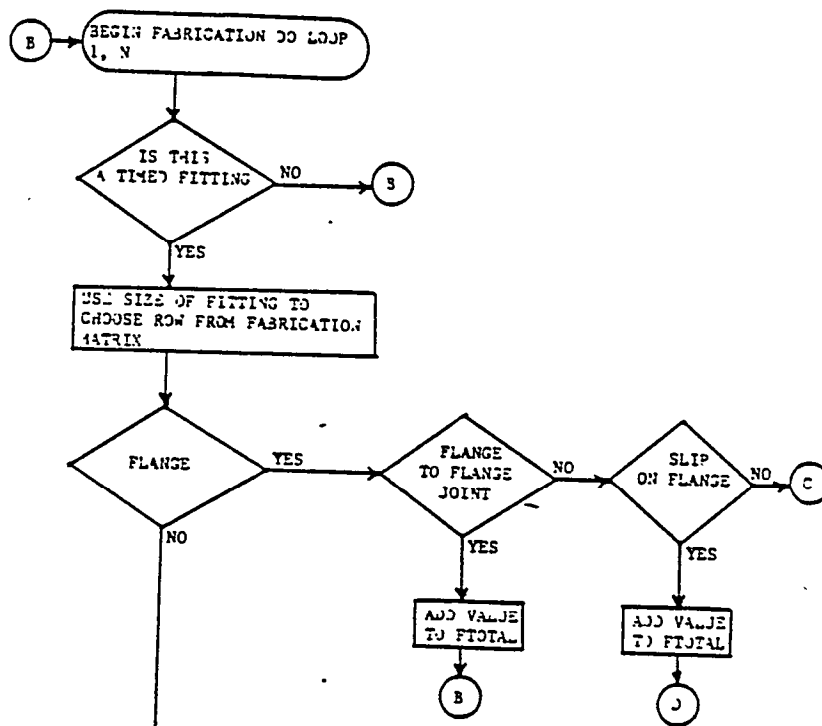 B
BEGIN FABRICATION DO LOOP
1, N
IS THIS
A TIMED FITTING
NO
B
YES
USE SIZE OF FITTING TO
CHOOSE ROW FROM FABRICATION
MATRIX
FLANGE
YES
FLANGE
TO FLANGE
JOINT
NO
SLIP
ON FLANGE
NO
C
NO
YES
YES
ADD VALUE
TO FTOTAL
ADD VALUE
TO FTOTAL
B
D